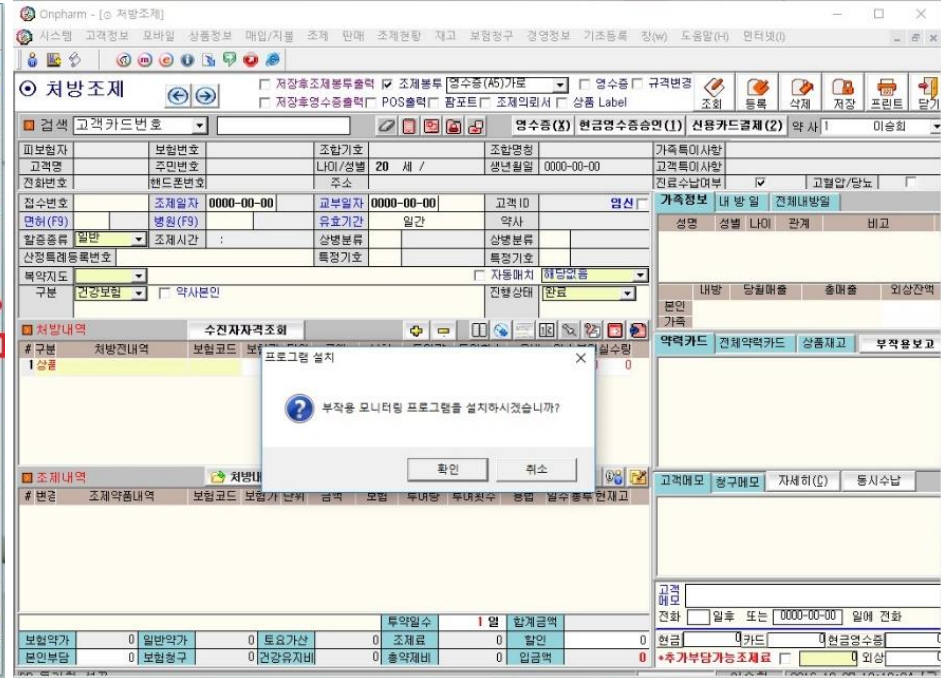 Onpharm - [⊙ 처방조제]
시스템 고객정보 모바일 상품정보 매입/지불 조제 판매 조제현황 재고 보험청구 경영정보 기초등록 창(w) 도움말(H) 인터넷(I)
⊙ 처방조제
저장후조제봉투출력 조제봉투 영수증(A5)가로 영수증 규격변경
저장후영수증출력 POS출력 팜포트 조제의뢰서 상품 Label
조회 등록 삭제 저장 프린트 닫기
검색 고객카드번호 영수증(X) 현금영수증승인(1) 신용카드결제(2) 약사 1 이승희
피보험자 보험번호 조합기호 조합명칭 가족특이사항
고객명 주민번호 나이/성별 20 세 / 생년월일 0000-00-00 고객특이사항
전화번호 핸드폰번호 주소 진료수납여부 고혈압/당뇨
접수번호 조제일자 0000-00-00 교부일자 0000-00-00 고객ID 임신
면허(F9) 병원(F9) 유효기간 일간 약사
할증종류 일반 조제시간 : 상병분류 상병분류
산정특례등록번호 특정기호 특정기호
복약지도 자동매치 해당없음
구분 건강보험 약사본인 진행상태 완료
가족정보 내 방 일 전체내방일
성명 성별 나이 관계 비고
내방 당월매출 총매출 외상잔액
본인
가족
처방내역 수진자자격조회
# 구분 처방전내역 보험코드
실수량
1 상품 0
약력카드 전체약력카드 상품재고 부작용보고
프로그램 설치
부작용 모니터링 프로그램을 설치하시겠습니까?
확인 취소
조제내역 처방내
# 변경 조제약품내역 보험코드 보험가 단위 금액 보험 투여량 투여횟수 용법 일수 봉투 현재고
고객메모 청구메모 자세히(C) 동시수납
고객메모
전화 일후 또는 0000-00-00 일에 전화
투약일수 1 일 합계금액
보험약가 0 일반약가 0 토요가산 0 조제료 0 할인 0
본인부담 0 보험청구 0 건강유지비 0 총약제비 0 입금액 0
현금 0 카드 0 현금영수증 0
+추가부담가능조제료 0 외상 0